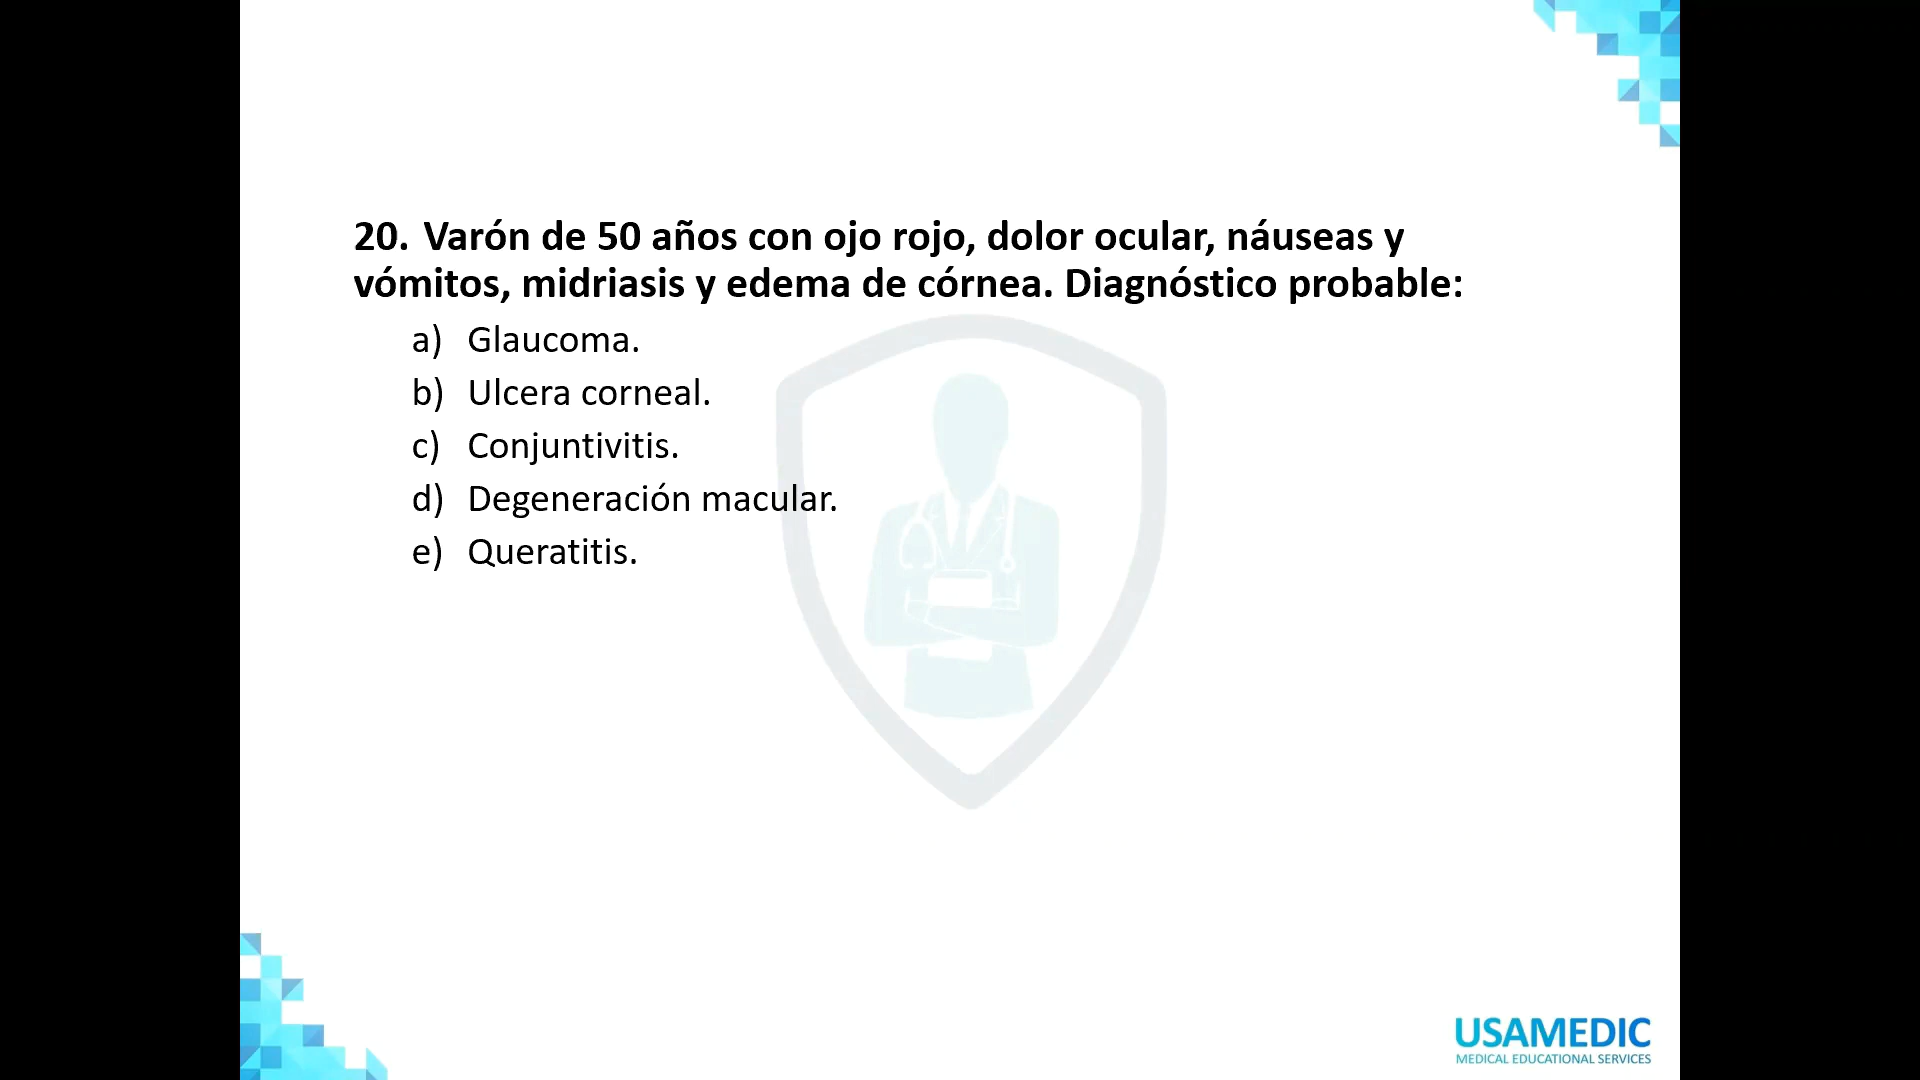 20. Varón de 50 años con ojo rojo, dolor ocular, náuseas y
vómitos, midriasis y edema de córnea. Diagnóstico probable:
a) Glaucoma.
b) Ulcera corneal.
c) Conjuntivitis.
d) Degeneración macular.
e) Queratitis.
USAMEDIC
MEDICAL EDUCATIONAL SERVICES